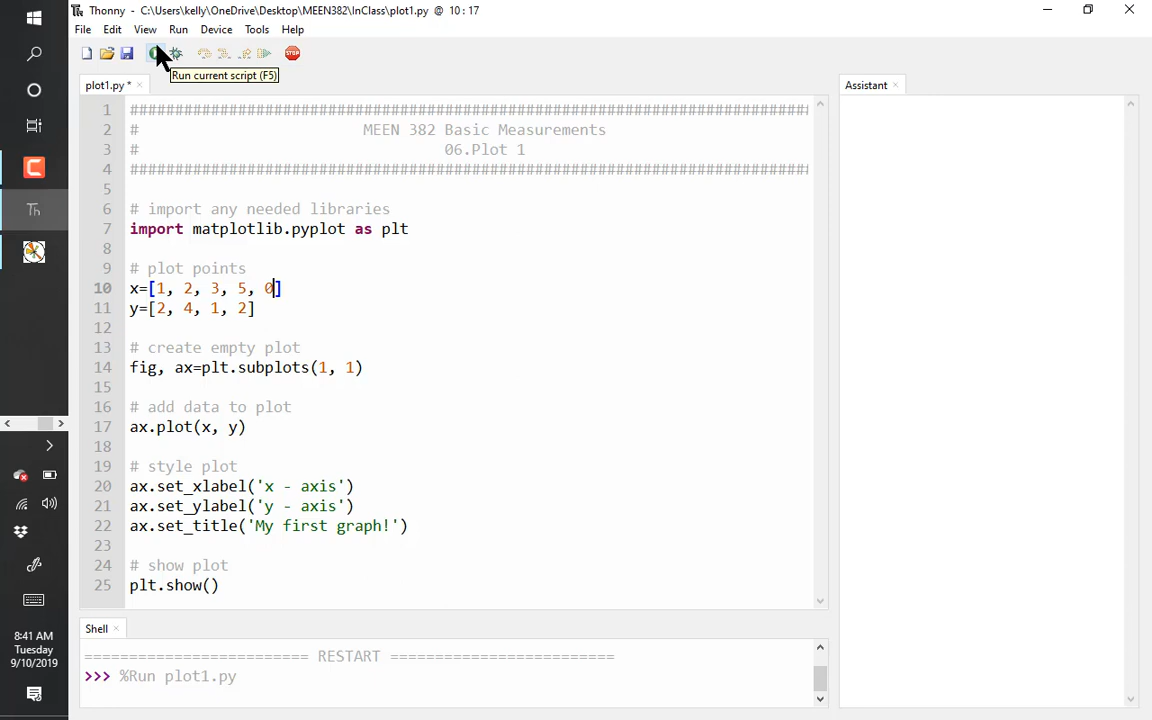 Thonny - C:\Users\kelly\OneDrive\Desktop\MEEN382\InClass\plot1.py @ 10 : 17
File Edit View Run Device Tools Help
STOP
Run current script (F5)
plot1.py *
Assistant
1 ############################################################################
2 # MEEN 382 Basic Measurements
3 # 06.Plot 1
4 ############################################################################
5
6 # import any needed libraries
7 import matplotlib.pyplot as plt
8
9 # plot points
10 x=[1, 2, 3, 5, 0]
11 y=[2, 4, 1, 2]
12
13 # create empty plot
14 fig, ax=plt.subplots(1, 1)
15
16 # add data to plot
17 ax.plot(x, y)
18
19 # style plot
20 ax.set_xlabel('x - axis')
21 ax.set_ylabel('y - axis')
22 ax.set_title('My first graph!')
23
24 # show plot
25 plt.show()
Shell
========================= RESTART =========================
>>> %Run plot1.py
Th
8:41 AM
Tuesday
9/10/2019